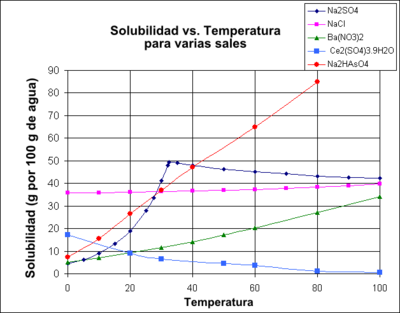 Solubilidad vs. Temperatura
para varias sales
Na2SO4
NaCl
Ba(NO3)2
Ce2(SO4)3.9H2O
Na2HAsO4
Solubilidad (g por 100 g de agua)
90
80
70
60
50
40
30
20
10
0
0 20 40 60 80 100
Temperatura